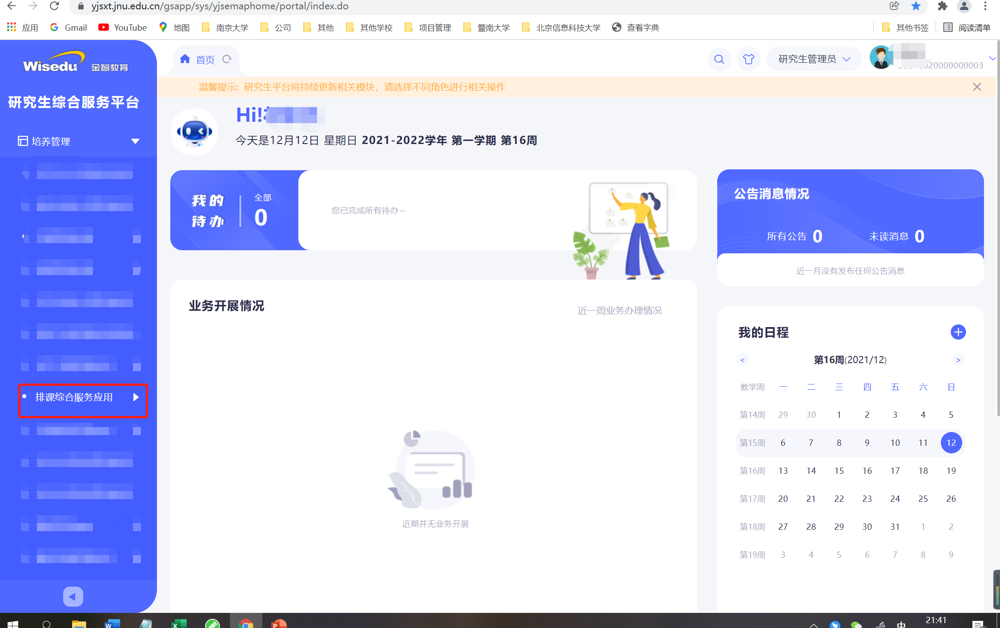 yjsxt.jnu.edu.cn/gsapp/sys/yjsemaphome/portal/index.do
应用 Gmail YouTube 地图 南京大学 公司 其他 其他学校 项目管理 暨南大学 北京信息科技大学 查看字典 其他书签 阅读清单
Wisedu 金智教育
研究生综合服务平台
培养管理
排课综合服务应用
首页
研究生管理员
20000000003
温馨提示: 研究生平台将持续更新相关模块，请选择不同角色进行相关操作
Hi!
今天是12月12日 星期日 2021-2022学年 第一学期 第16周
我的
待办
全部
0
您已完成所有待办~
公告消息情况
所有公告 0 未读消息 0
近一月没有发布任何公告消息
业务开展情况
近一周业务办理情况
近期并无业务开展
我的日程
< 第16周(2021/12) >
教学周 一 二 三 四 五 六 日
第14周 29 30 1 2 3 4 5
第15周 6 7 8 9 10 11 12
第16周 13 14 15 16 17 18 19
第17周 20 21 22 23 24 25 26
第18周 27 28 29 30 31 1 2
第19周 3 4 5 6 7 8 9
中
21:41